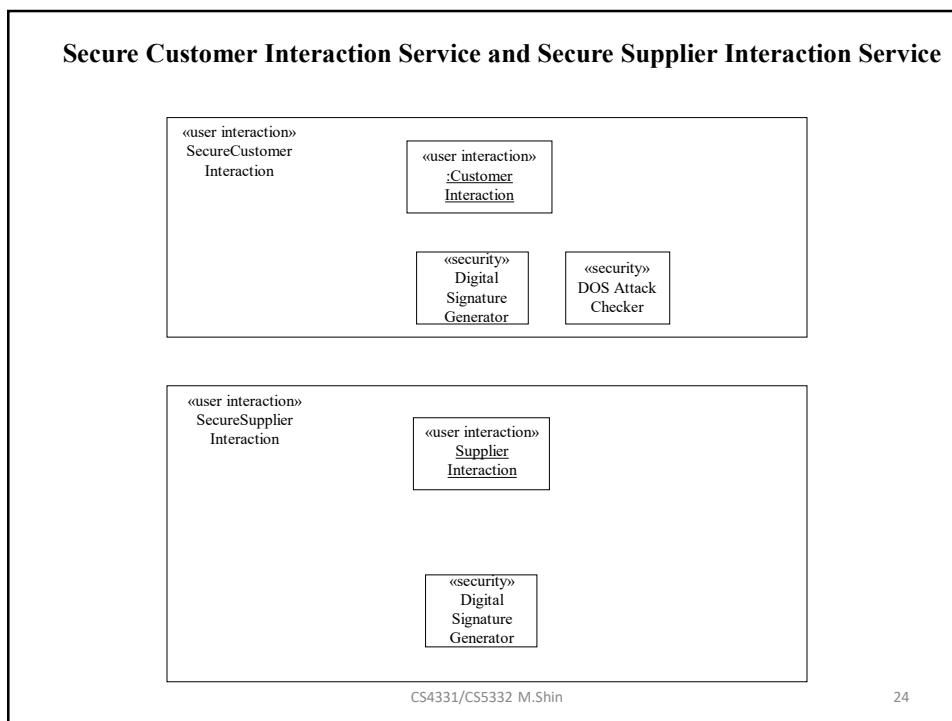 Secure Customer Interaction Service and Secure Supplier Interaction Service
«user interaction»
SecureCustomer
Interaction
«user interaction»
:Customer
Interaction
«security»
Digital
Signature
Generator
«security»
DOS Attack
Checker
«user interaction»
SecureSupplier
Interaction
«user interaction»
Supplier
Interaction
«security»
Digital
Signature
Generator
CS4331/CS5332 M.Shin
24